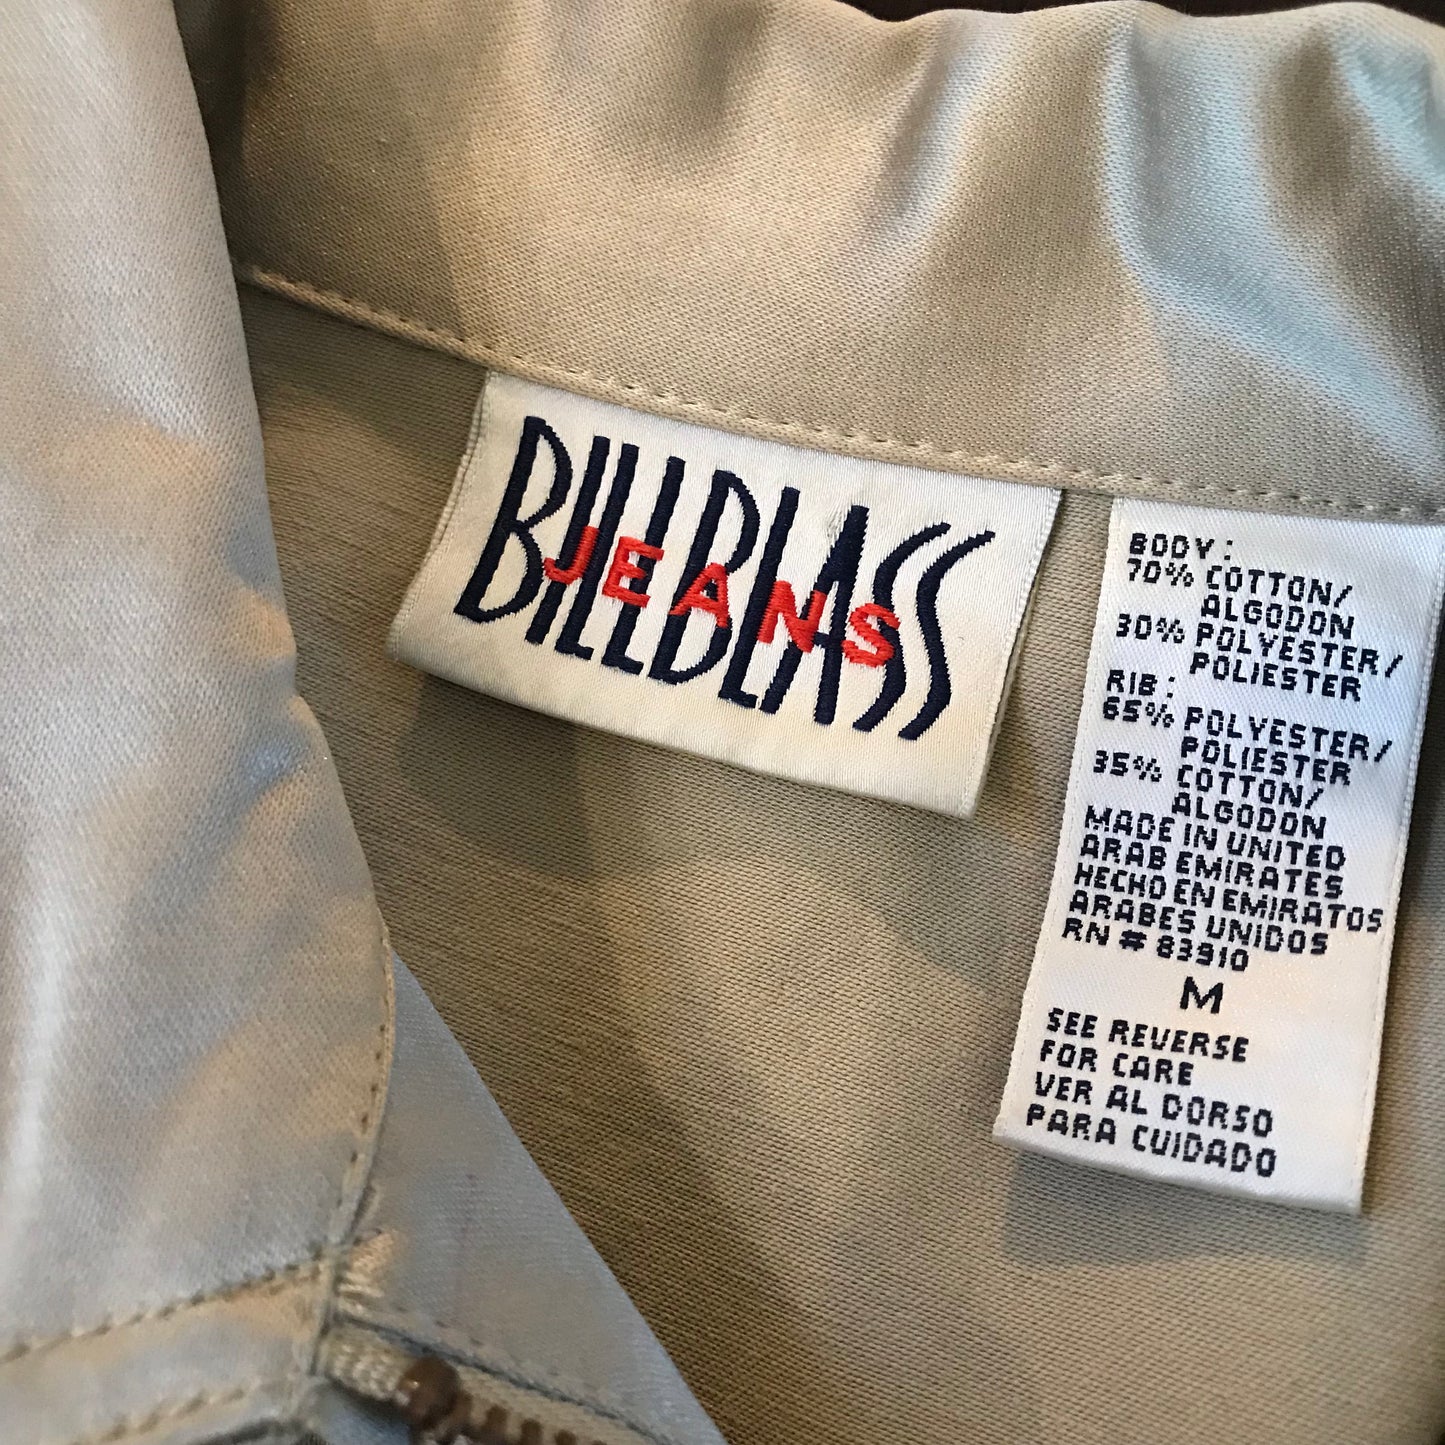 BILL BLASS
JEANS
BODY:
70% COTTON/
ALGODON
30% POLYESTER/
POLIESTER
RIB:
65% POLYESTER/
POLIESTER
35% COTTON/
ALGODON
MADE IN UNITED
ARAB EMIRATES
HECHO EN EMIRATOS
ARABES UNIDOS
RN # 83910
M
SEE REVERSE
FOR CARE
VER AL DORSO
PARA CUIDADO